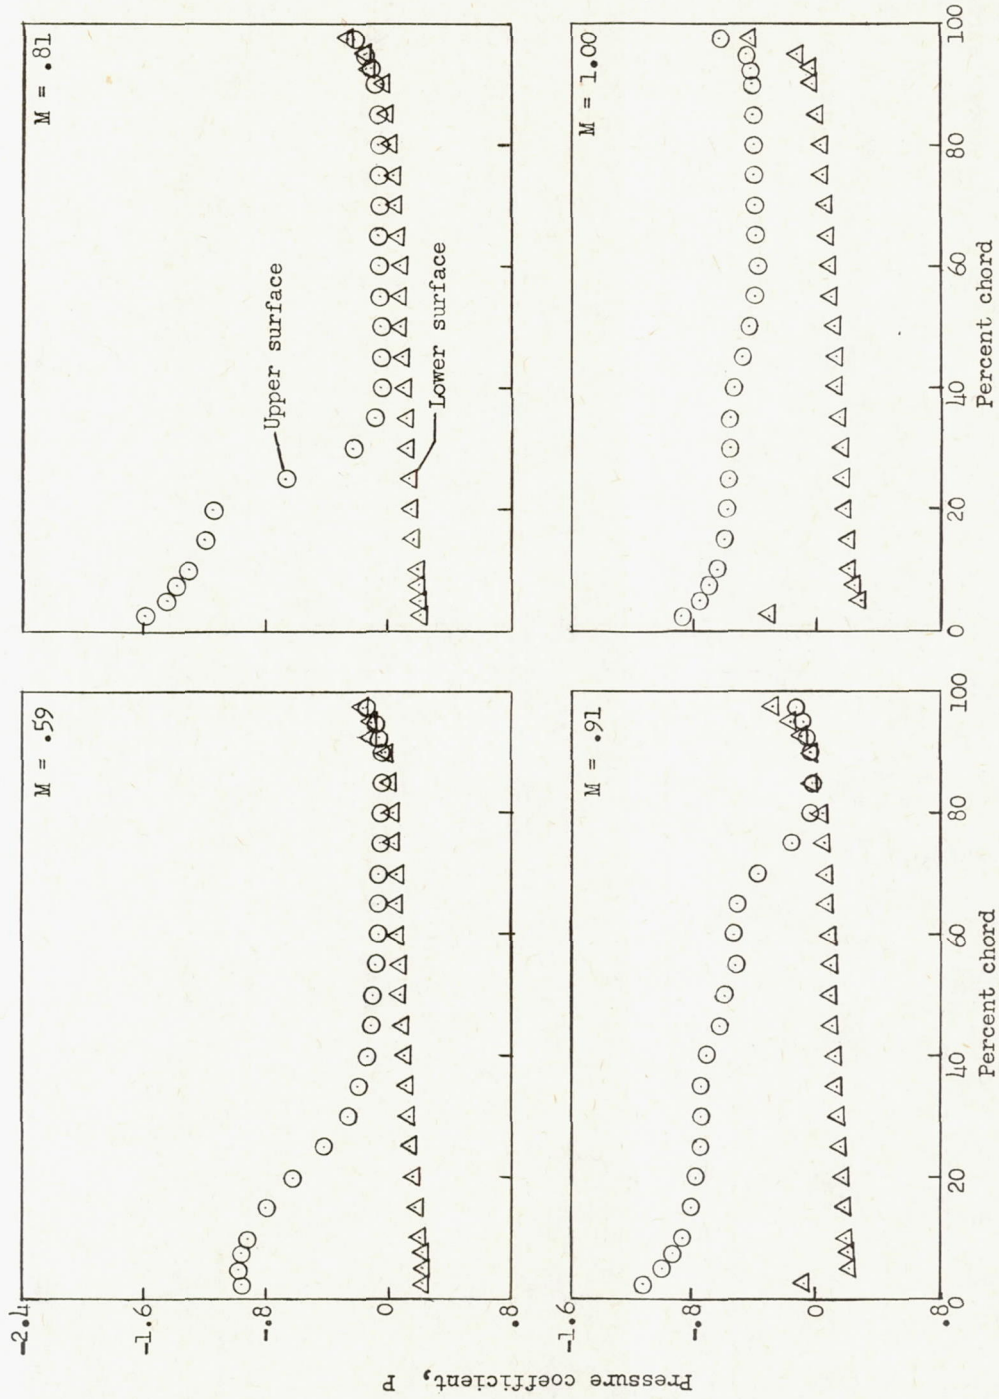 -2.4
-1.6
-.8
0
.8
M = .59
M = .81
Upper surface
Lower surface
Pressure coefficient, P
-1.6
-.8
0
.8
M = .91
M = 1.00
0
20
40
60
80
100
0
20
40
60
80
100
Percent chord
Percent chord